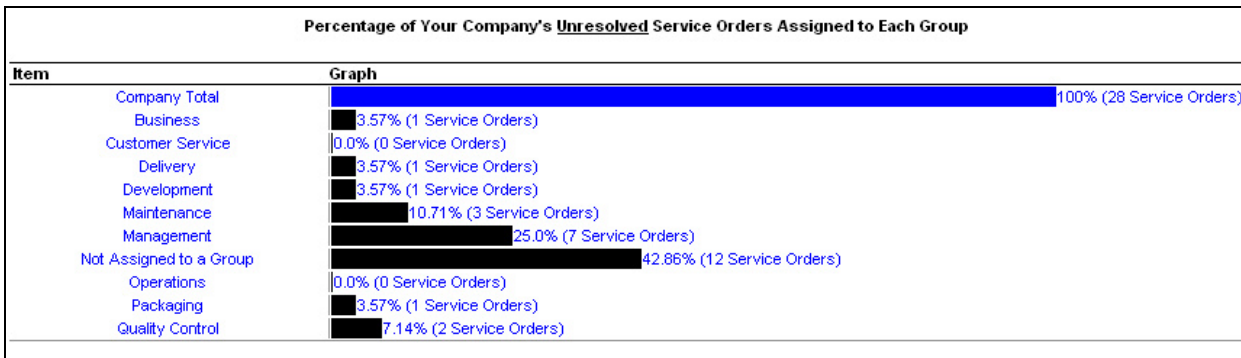 Percentage of Your Company's Unresolved Service Orders Assigned to Each Group
Item Graph
Company Total 100% (28 Service Orders)
Business 3.57% (1 Service Orders)
Customer Service 0.0% (0 Service Orders)
Delivery 3.57% (1 Service Orders)
Development 3.57% (1 Service Orders)
Maintenance 10.71% (3 Service Orders)
Management 25.0% (7 Service Orders)
Not Assigned to a Group 42.86% (12 Service Orders)
Operations 0.0% (0 Service Orders)
Packaging 3.57% (1 Service Orders)
Quality Control 7.14% (2 Service Orders)